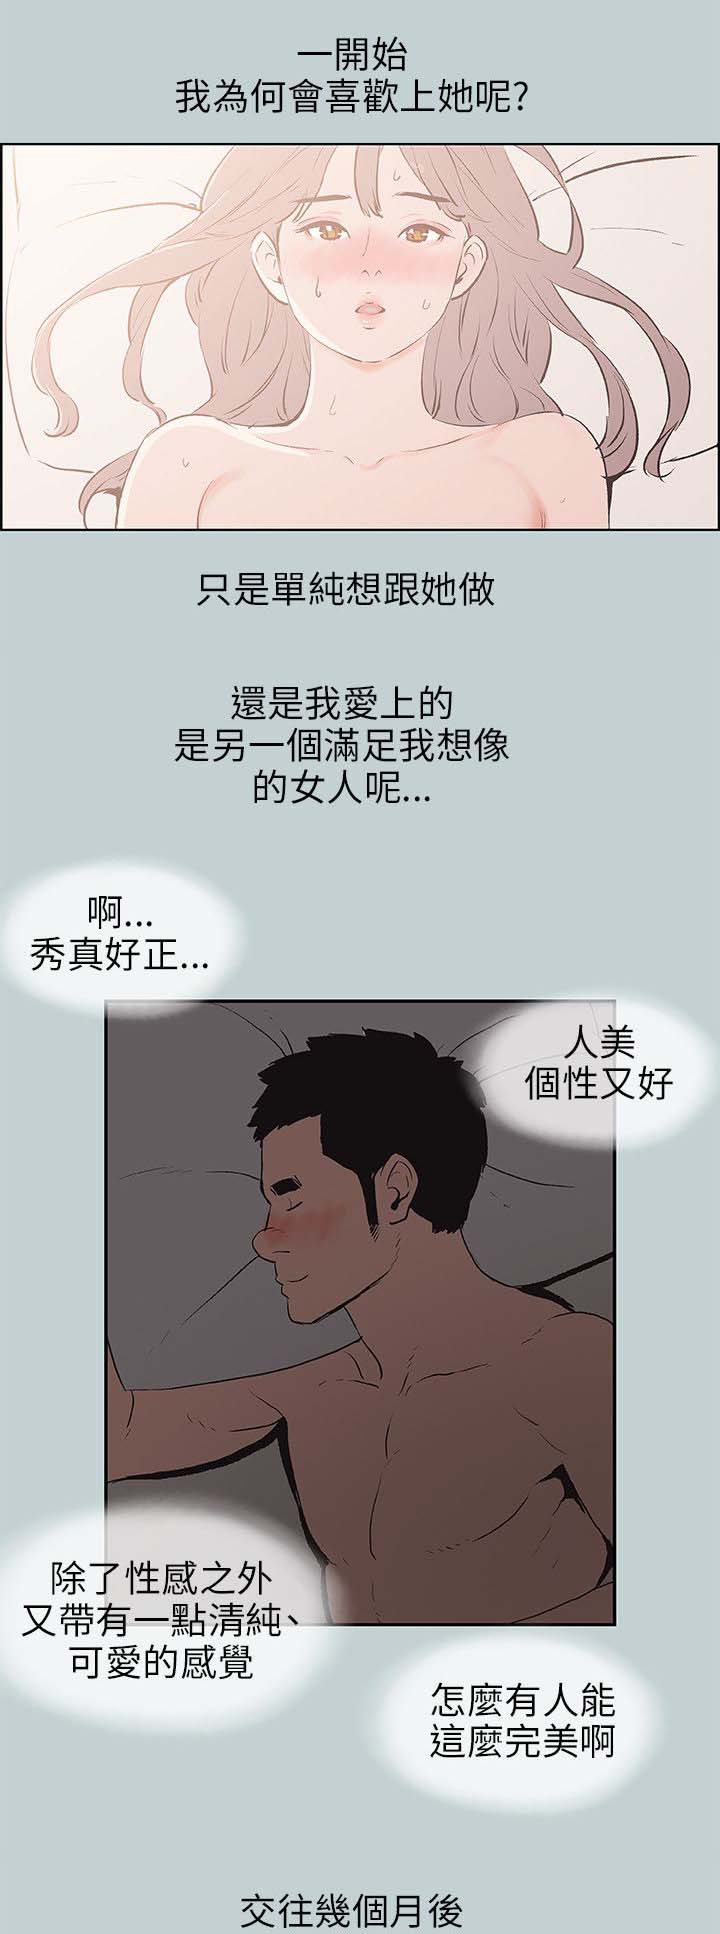 一開始
我為何會喜歡上她呢?
只是單純想跟她做
還是我愛上的
是另一個滿足我想像
的女人呢...
啊...
秀真好正...
人美
個性又好
除了性感之外
又帶有一點清純、
可愛的感覺
怎麼有人能
這麼完美啊
交往幾個月後